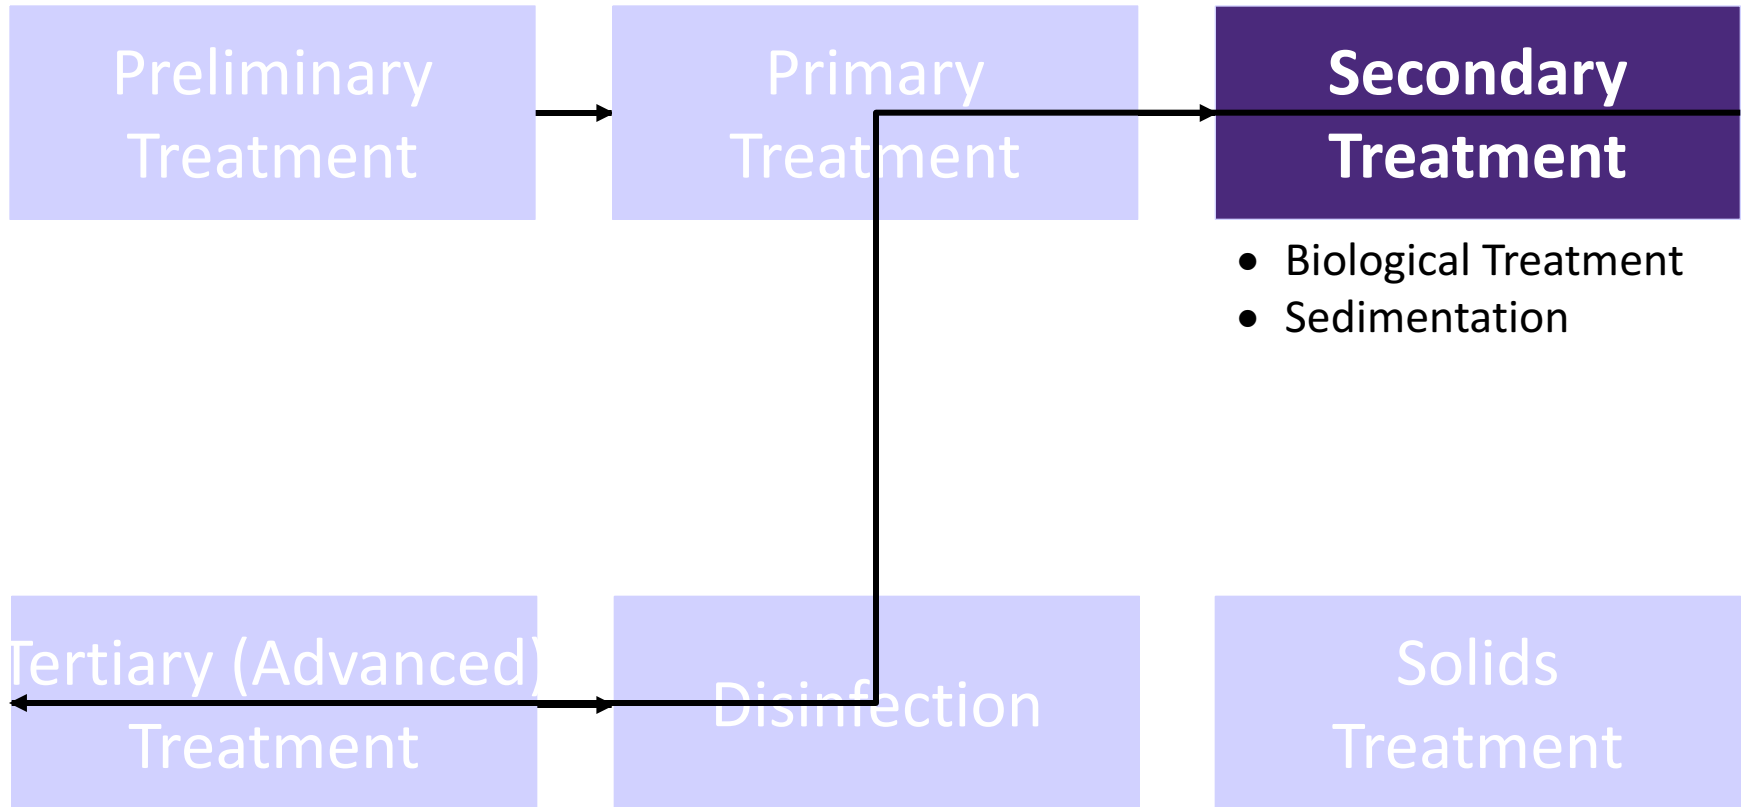 Preliminary
Treatment
Primary
Treatment
Secondary
Treatment
• Biological Treatment
• Sedimentation
Tertiary (Advanced)
Treatment
Disinfection
Solids
Treatment